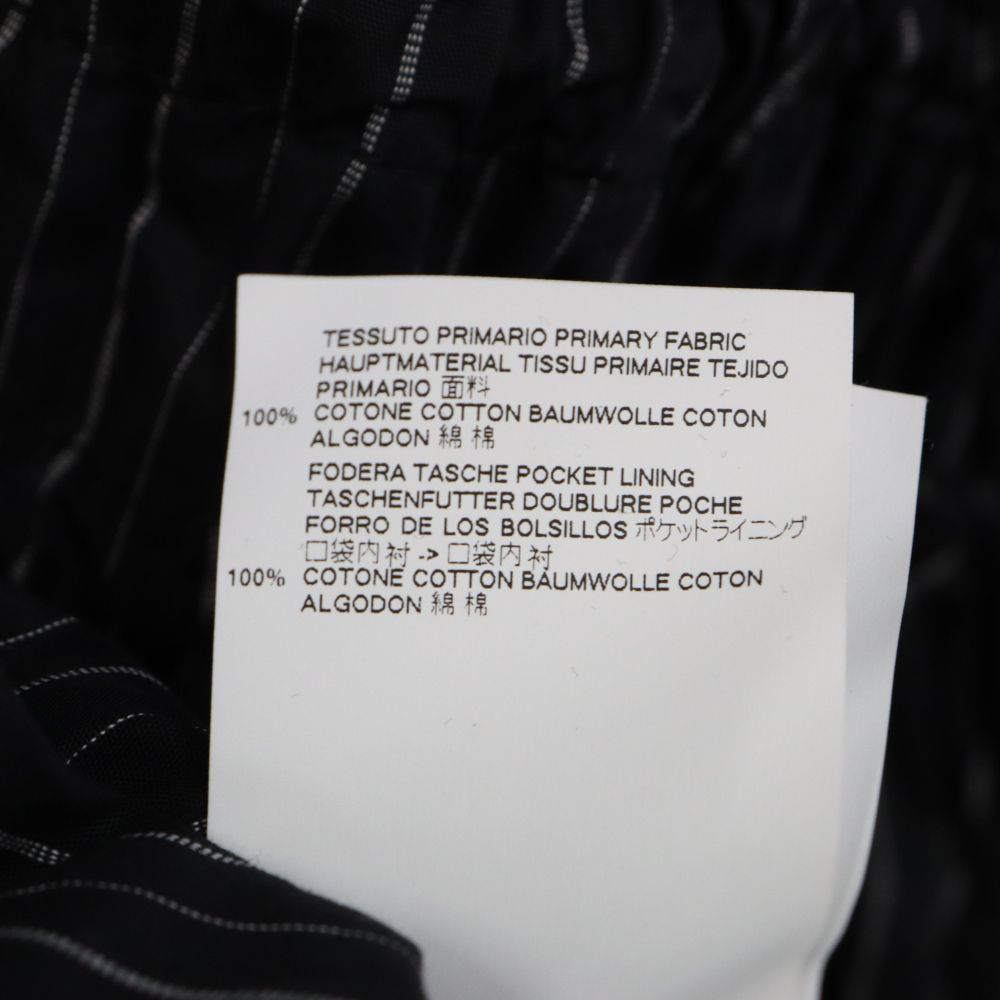 TESSUTO PRIMARIO PRIMARY FABRIC
HAUPTMATERIAL TISSU PRIMAIRE TEJIDO
PRIMARIO 面料
100% COTONE COTTON BAUMWOLLE COTON
ALGODON 綿 棉
FODERA TASCHE POCKET LINING
TASCHENFUTTER DOUBLURE POCHE
FORRO DE LOS BOLSILLOS ポケットライニング
口袋内衬 -> 口袋内衬
100% COTONE COTTON BAUMWOLLE COTON
ALGODON 綿 棉